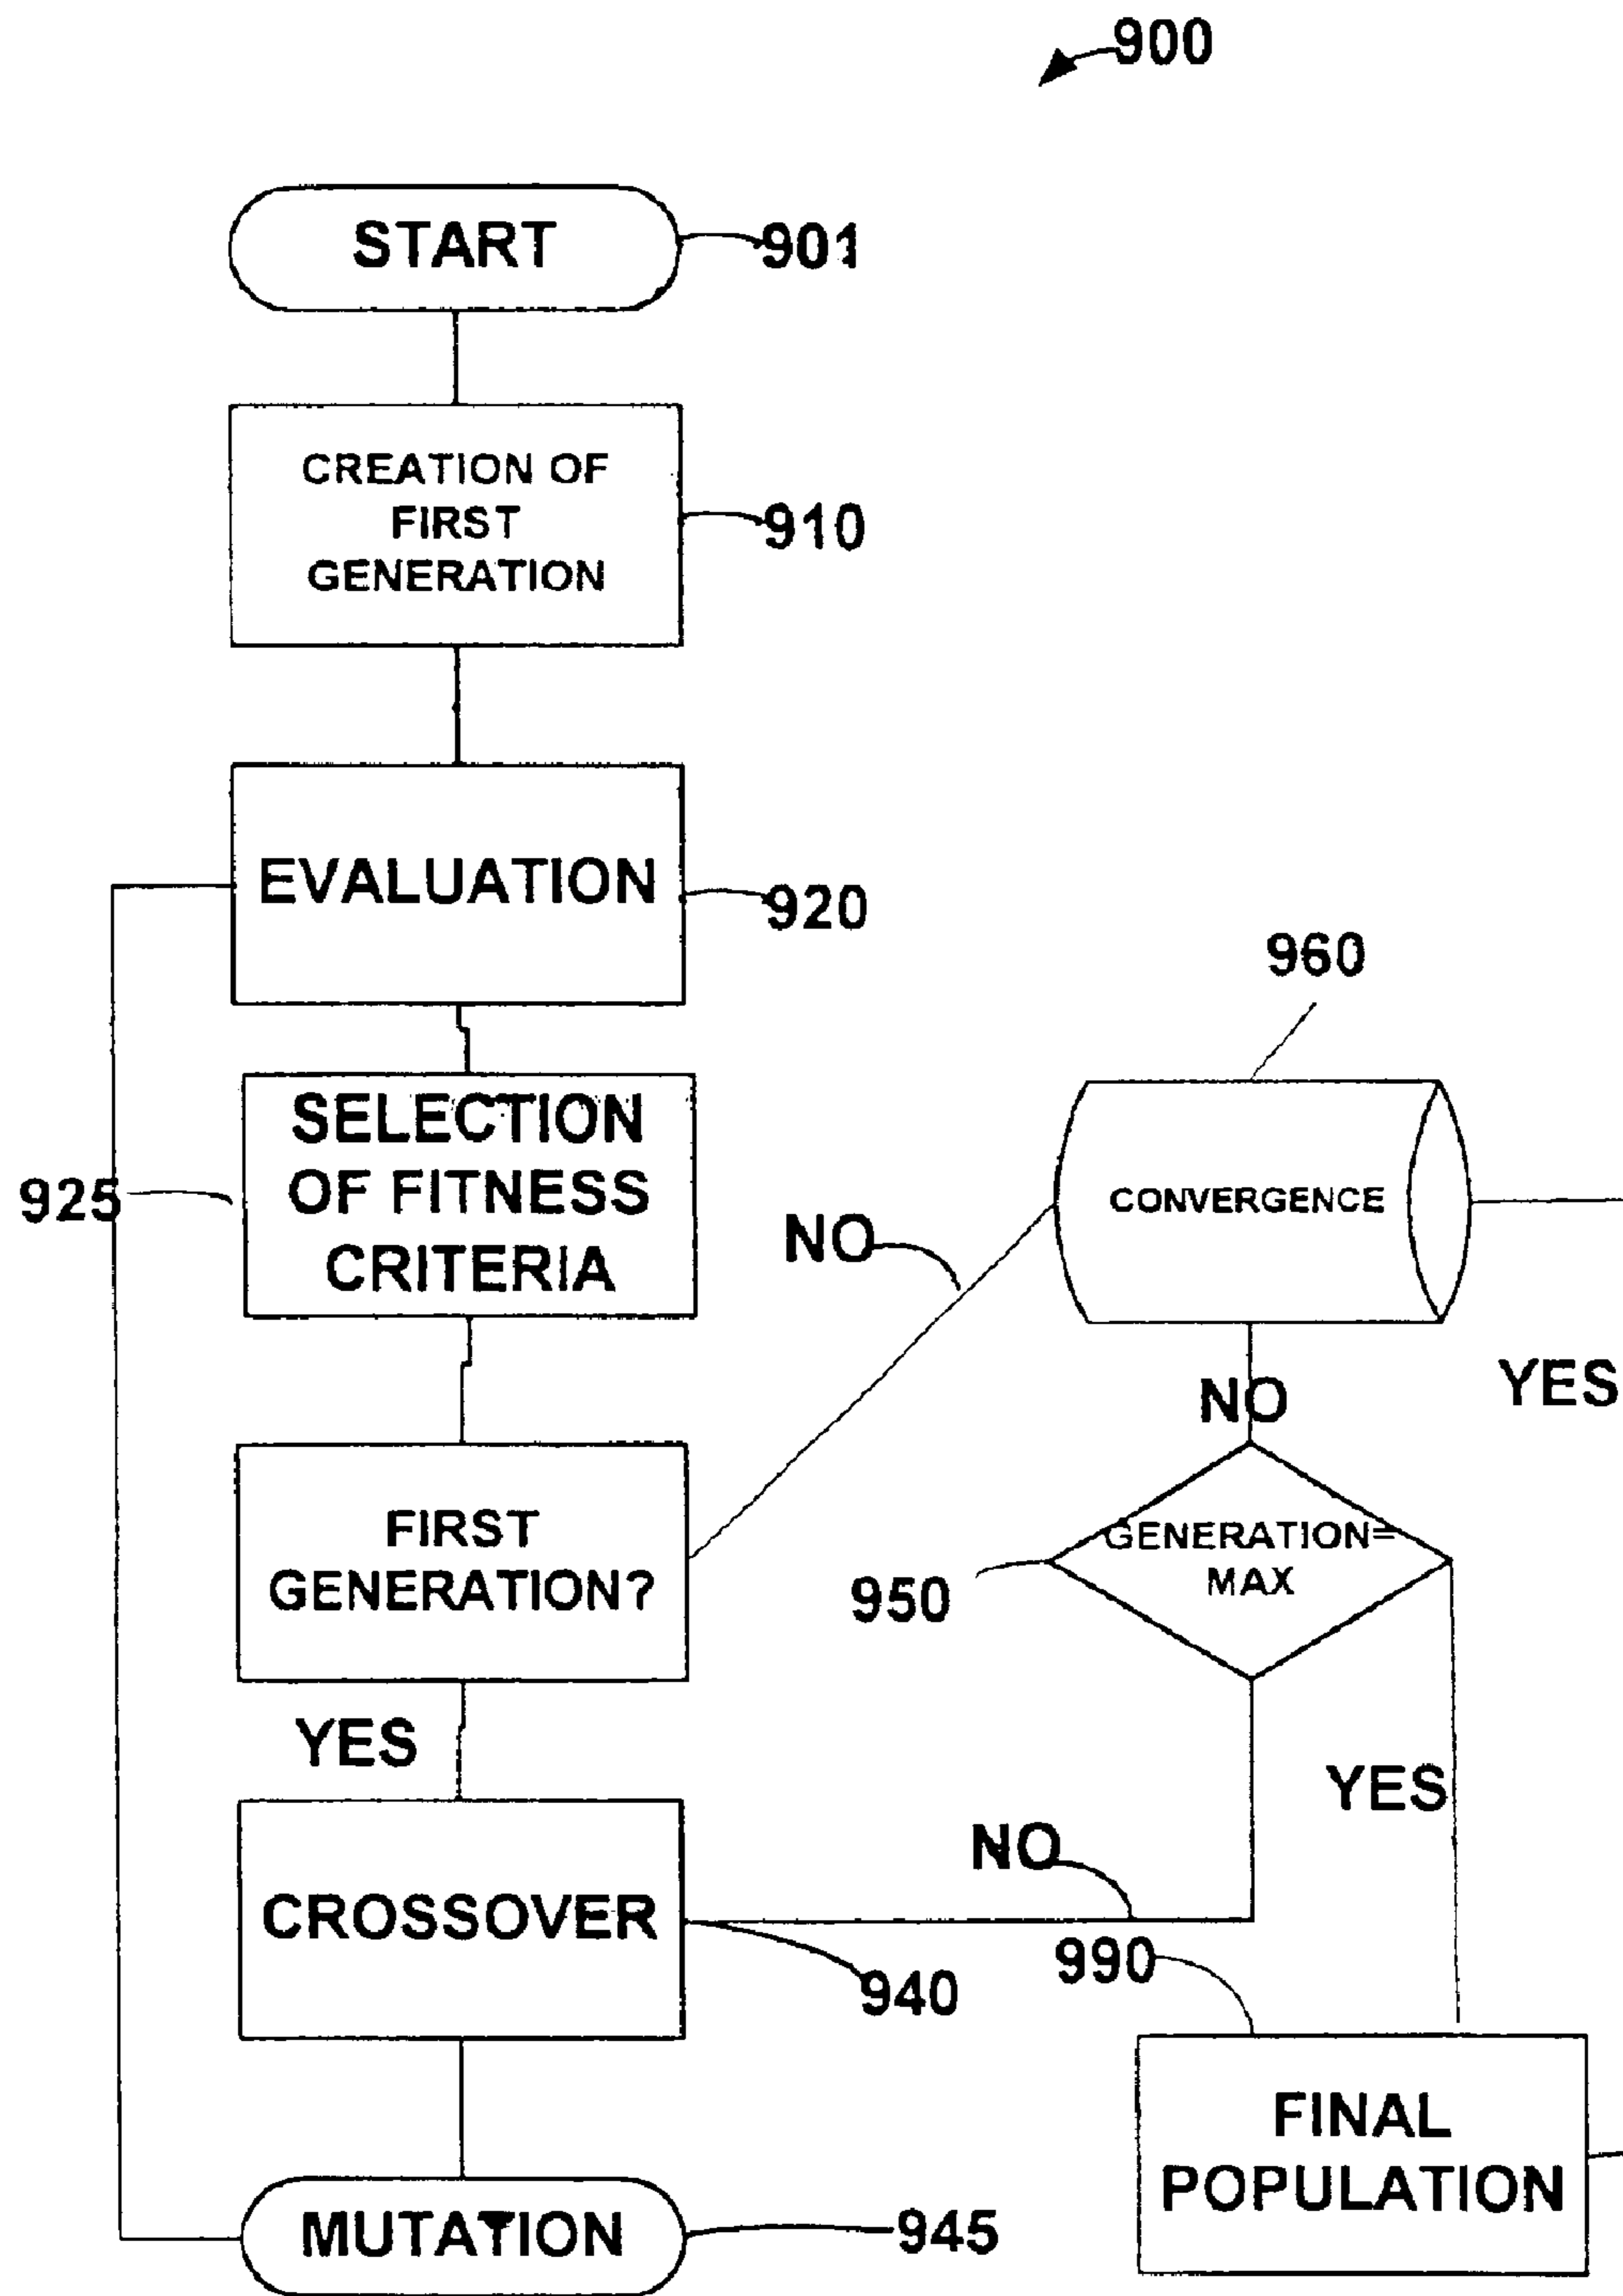 900
START
901
CREATION OF
FIRST
GENERATION
910
EVALUATION
920
960
SELECTION
OF FITNESS
CRITERIA
925
CONVERGENCE
NO
YES
NO
FIRST
GENERATION?
GENERATION=
MAX
950
YES
YES
NO
CROSSOVER
940
990
FINAL
POPULATION
MUTATION
945